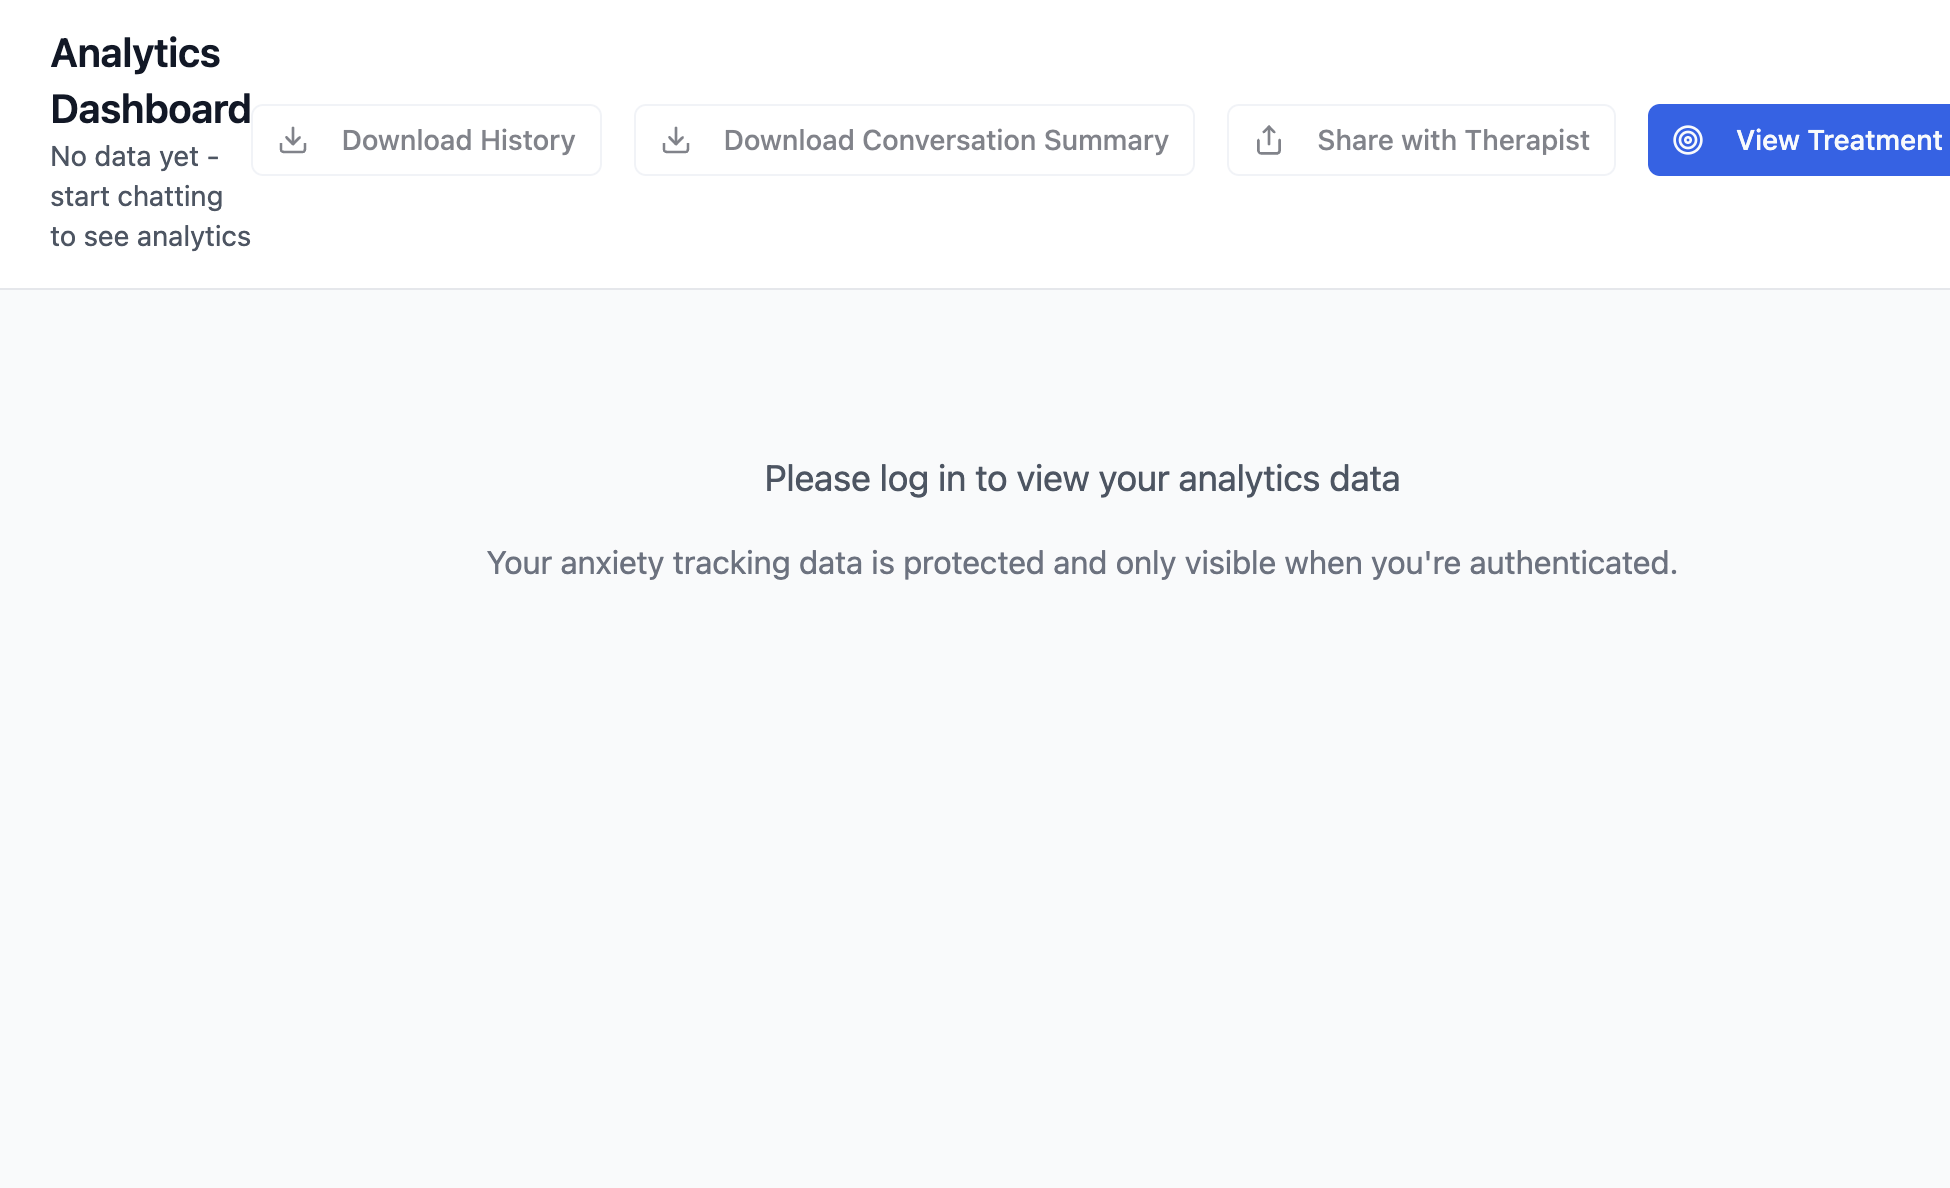 Analytics
Dashboard
No data yet -
start chatting
to see analytics
Download History
Download Conversation Summary
Share with Therapist
View Treatment
Please log in to view your analytics data
Your anxiety tracking data is protected and only visible when you're authenticated.